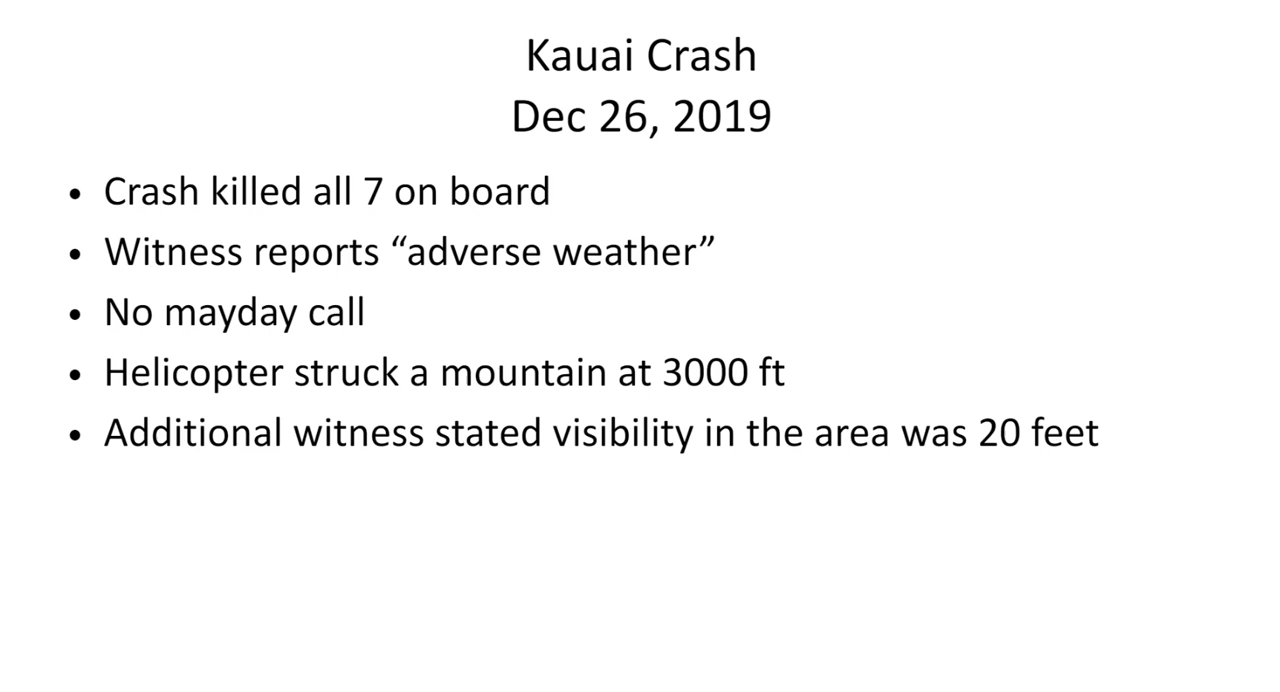 Kauai Crash
Dec 26, 2019
• Crash killed all 7 on board
• Witness reports “adverse weather”
• No mayday call
• Helicopter struck a mountain at 3000 ft
• Additional witness stated visibility in the area was 20 feet